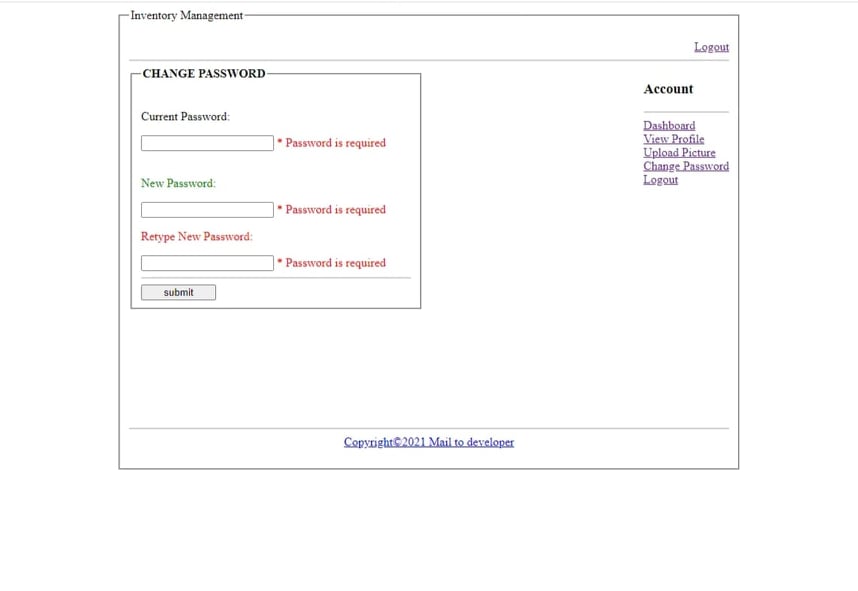 Inventory Management
Logout
CHANGE PASSWORD
Current Password:
* Password is required
New Password:
* Password is required
Retype New Password:
* Password is required
submit
Account
Dashboard
View Profile
Upload Picture
Change Password
Logout
Copyright©2021 Mail to developer